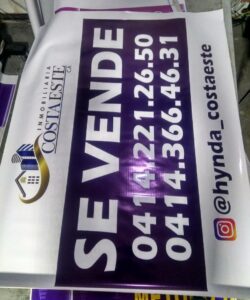 INMOBILIARIA
COSTAESTE
C.A
SE VENDE
0414.221.26.50
0414.366.46.31
@hynda_costaeste